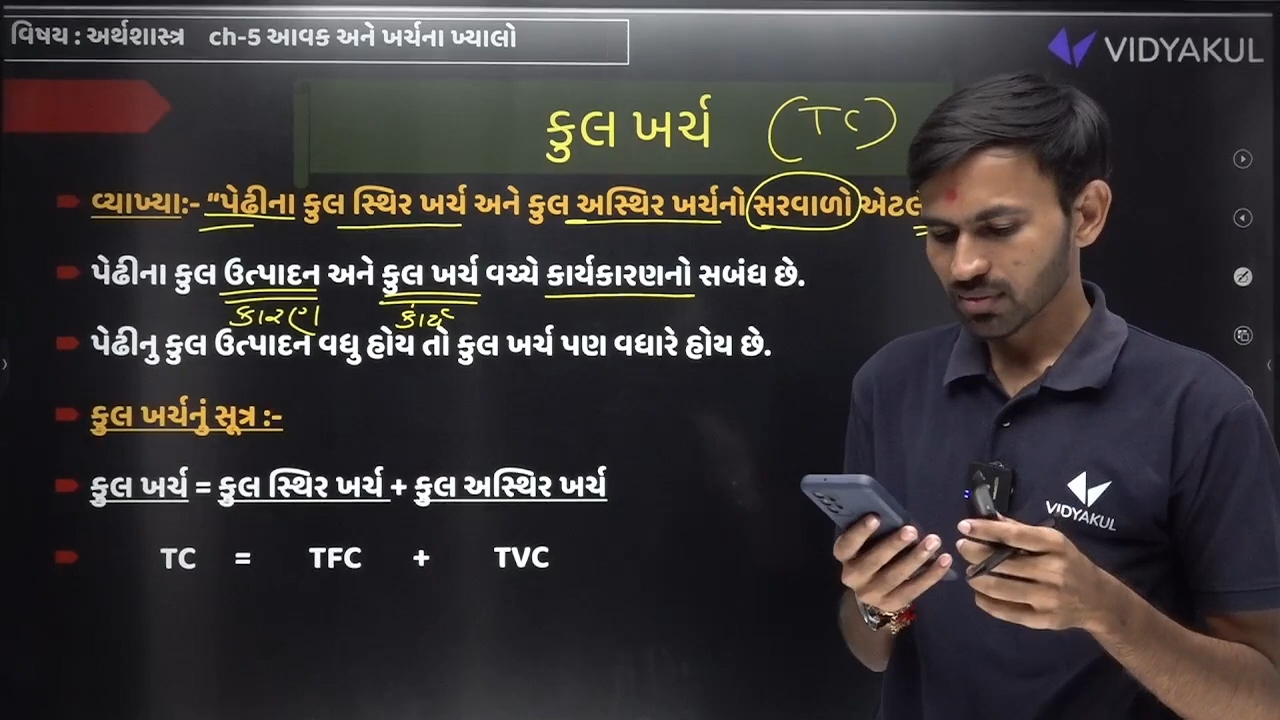 વિષય : અર્થશાસ્ત્ર ch-5 આવક અને ખર્ચના ખ્યાલો
VIDYAKUL
કુલ ખર્ચ (TC)
વ્યાખ્યા:- “પેઢીના કુલ સ્થિર ખર્ચ અને કુલ અસ્થિર ખર્ચનો સરવાળો
પેઢીના કુલ ઉત્પાદન અને કુલ ખર્ચ વચ્ચે કાર્યકારણનો સબંધ છે.
કારણ કાર્ય
પેઢીનુ કુલ ઉત્પાદન વધુ હોય તો કુલ ખર્ચ પણ વધારે હોય છે.
કુલ ખર્ચનું સૂત્ર :-
કુલ ખર્ચ = કુલ સ્થિર ખર્ચ + કુલ અસ્થિર ખર્ચ
TC = TFC + TVC
VIDYAKUL